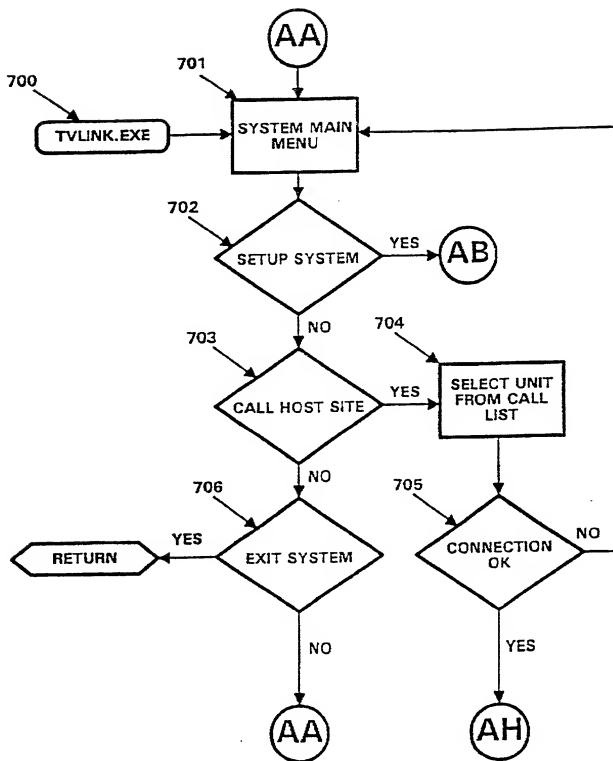 AA
700
701
TVLINK.EXE
SYSTEM MAIN
MENU
702
SETUP SYSTEM
YES
AB
NO
703
704
CALL HOST SITE
YES
SELECT UNIT
FROM CALL
LIST
NO
706
705
RETURN
YES
EXIT SYSTEM
CONNECTION
OK
NO
NO
YES
AA
AH